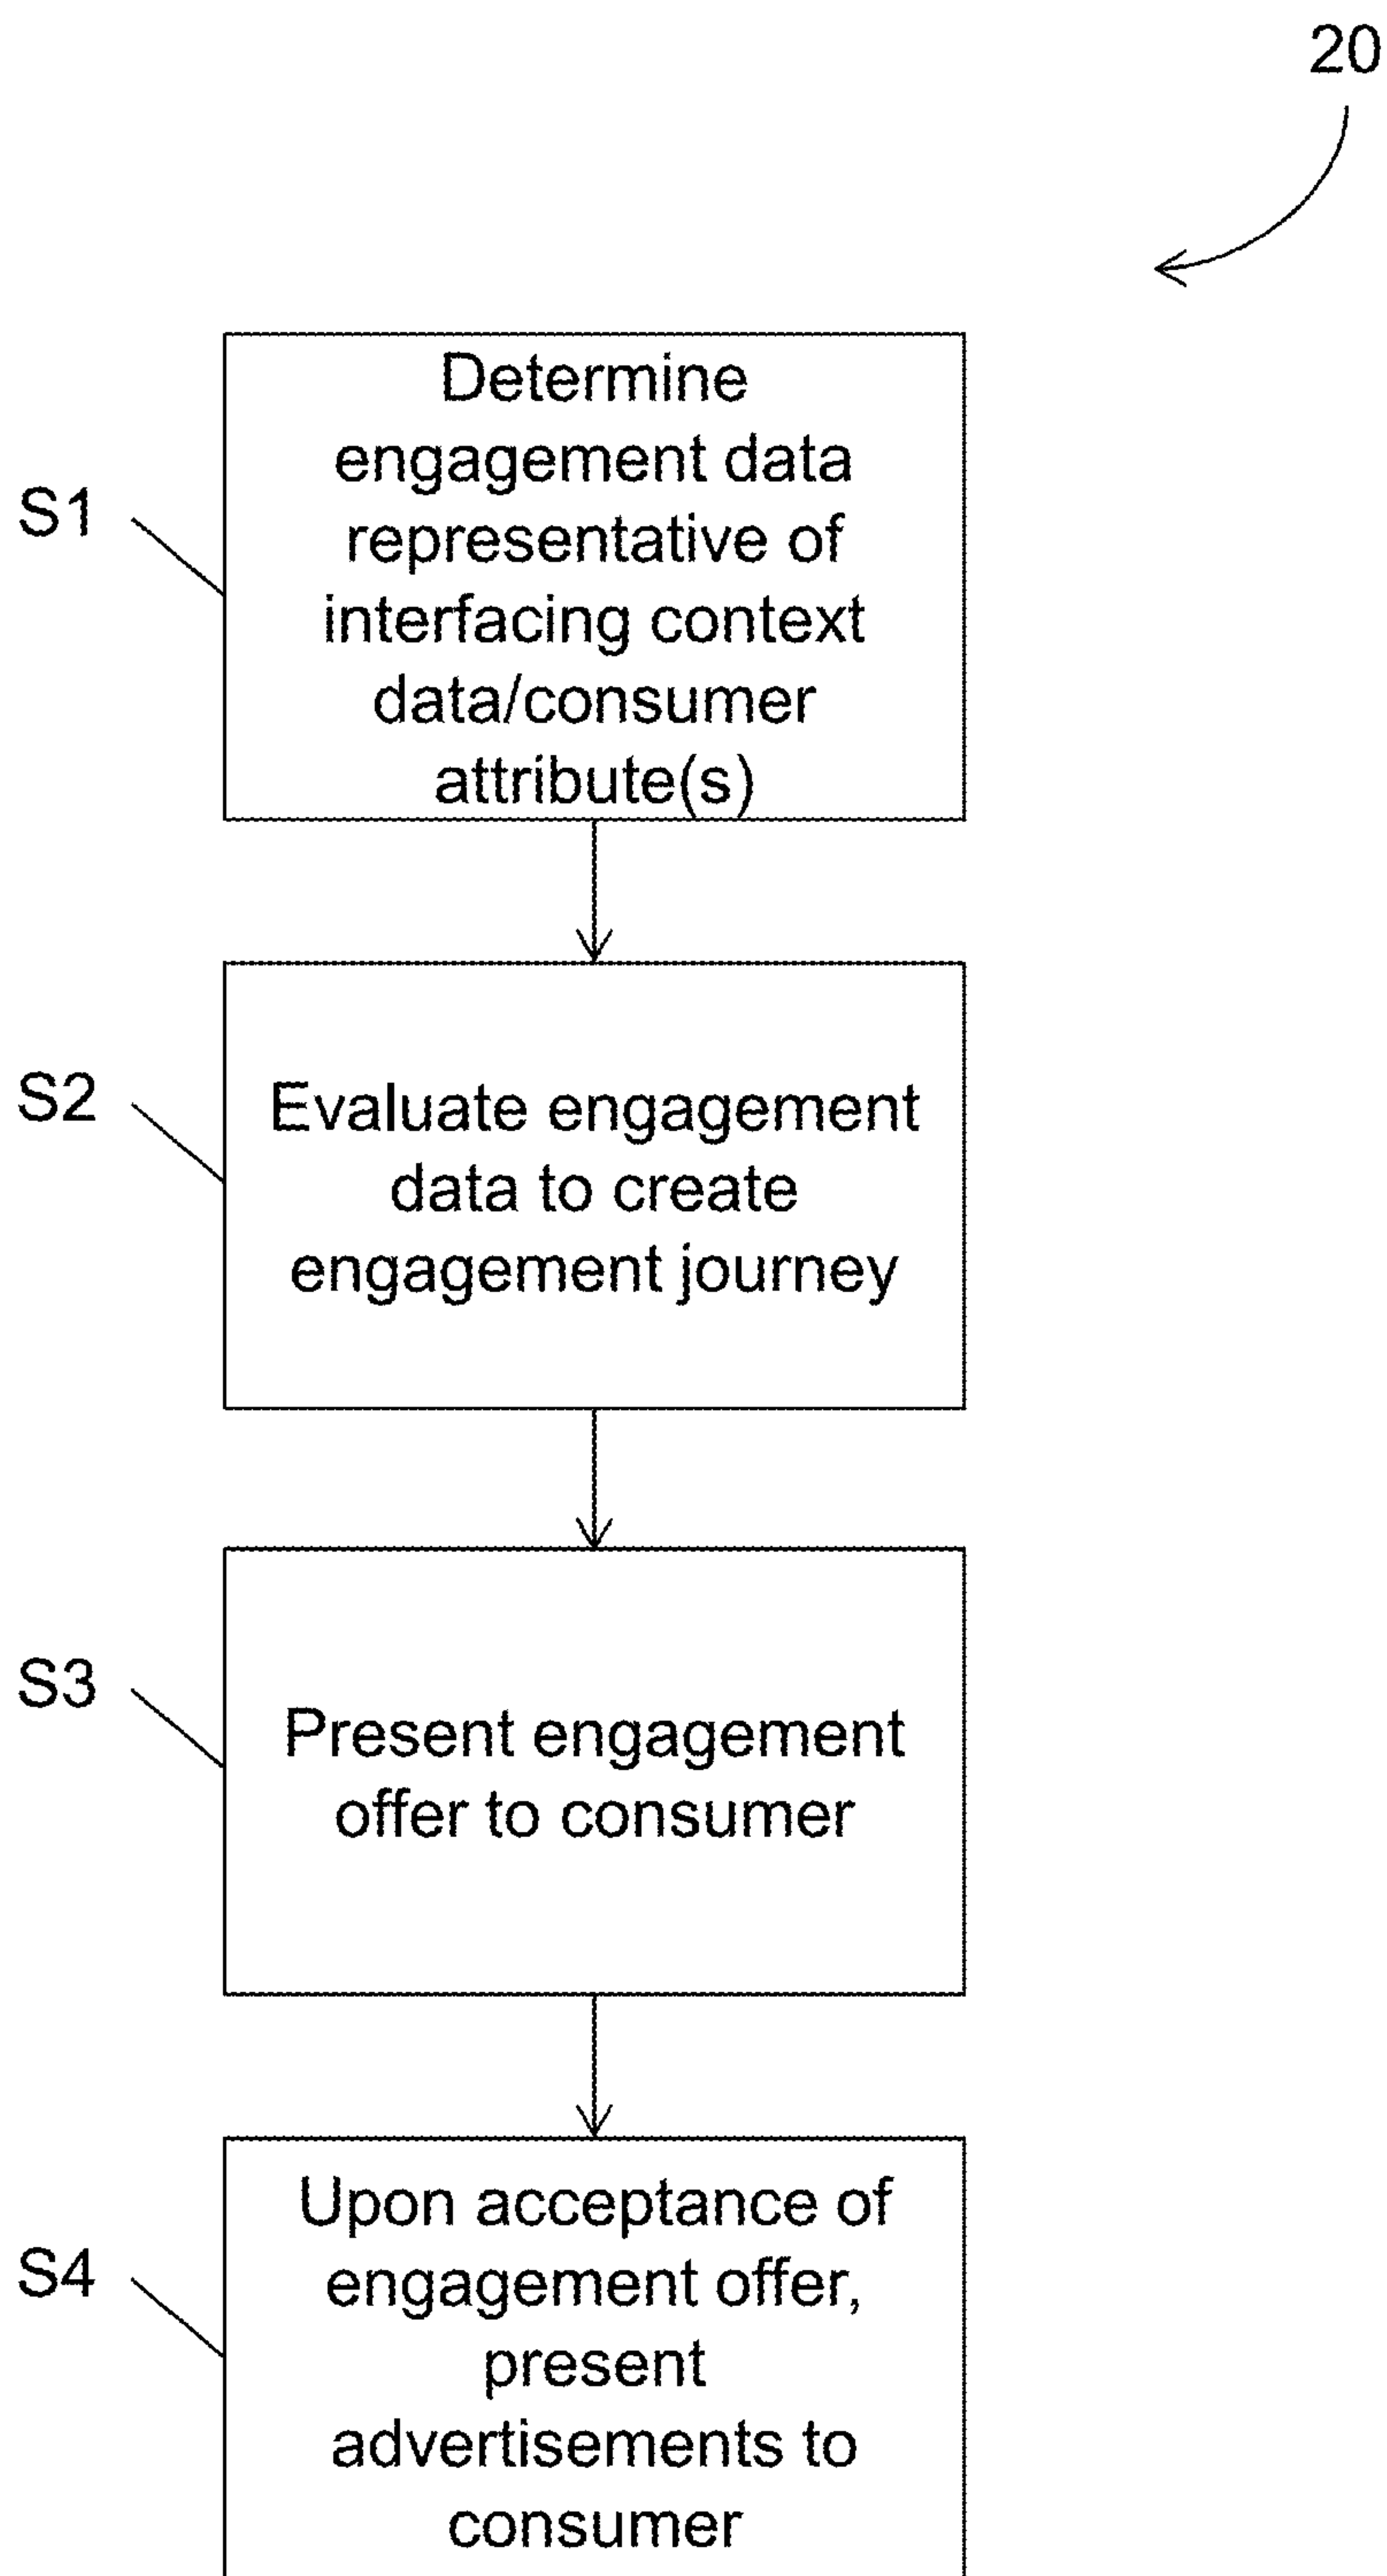 20
S1
Determine
engagement data
representative of
interfacing context
data/consumer
attribute(s)
S2
Evaluate engagement
data to create
engagement journey
S3
Present engagement
offer to consumer
S4
Upon acceptance of
engagement offer,
present
advertisements to
consumer